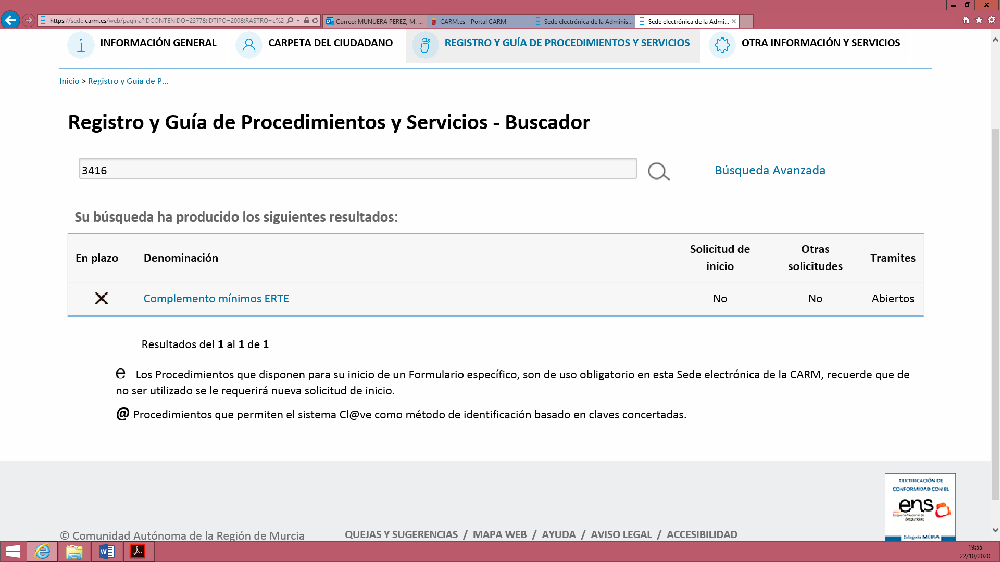 https://sede.carm.es/web/pagina?IDCONTENIDO=2377&IDTIPO=200&RASTRO=c%2
Correo: MUNUERA PEREZ, M. ...
CARM.es - Portal CARM
Sede electrónica de la Adminis...
Sede electrónica de la Admi...
INFORMACIÓN GENERAL
CARPETA DEL CIUDADANO
REGISTRO Y GUÍA DE PROCEDIMIENTOS Y SERVICIOS
OTRA INFORMACIÓN Y SERVICIOS
Inicio > Registro y Guía de P...
Registro y Guía de Procedimientos y Servicios - Buscador
3416
Búsqueda Avanzada
Su búsqueda ha producido los siguientes resultados:
En plazo Denominación Solicitud de inicio Otras solicitudes Tramites
Complemento mínimos ERTE No No Abiertos
Resultados del 1 al 1 de 1
e Los Procedimientos que disponen para su inicio de un Formulario específico, son de uso obligatorio en esta Sede electrónica de la CARM, recuerde que de
no ser utilizado se le requerirá nueva solicitud de inicio.
@ Procedimientos que permiten el sistema Cl@ve como método de identificación basado en claves concertadas.
CERTIFICACIÓN DE
CONFORMIDAD CON EL
ens
Esquema Nacional de
Seguridad
Categoría MEDIA
© Comunidad Autónoma de la Región de Murcia
QUEJAS Y SUGERENCIAS / MAPA WEB / AYUDA / AVISO LEGAL / ACCESIBILIDAD
19:55
22/10/2020